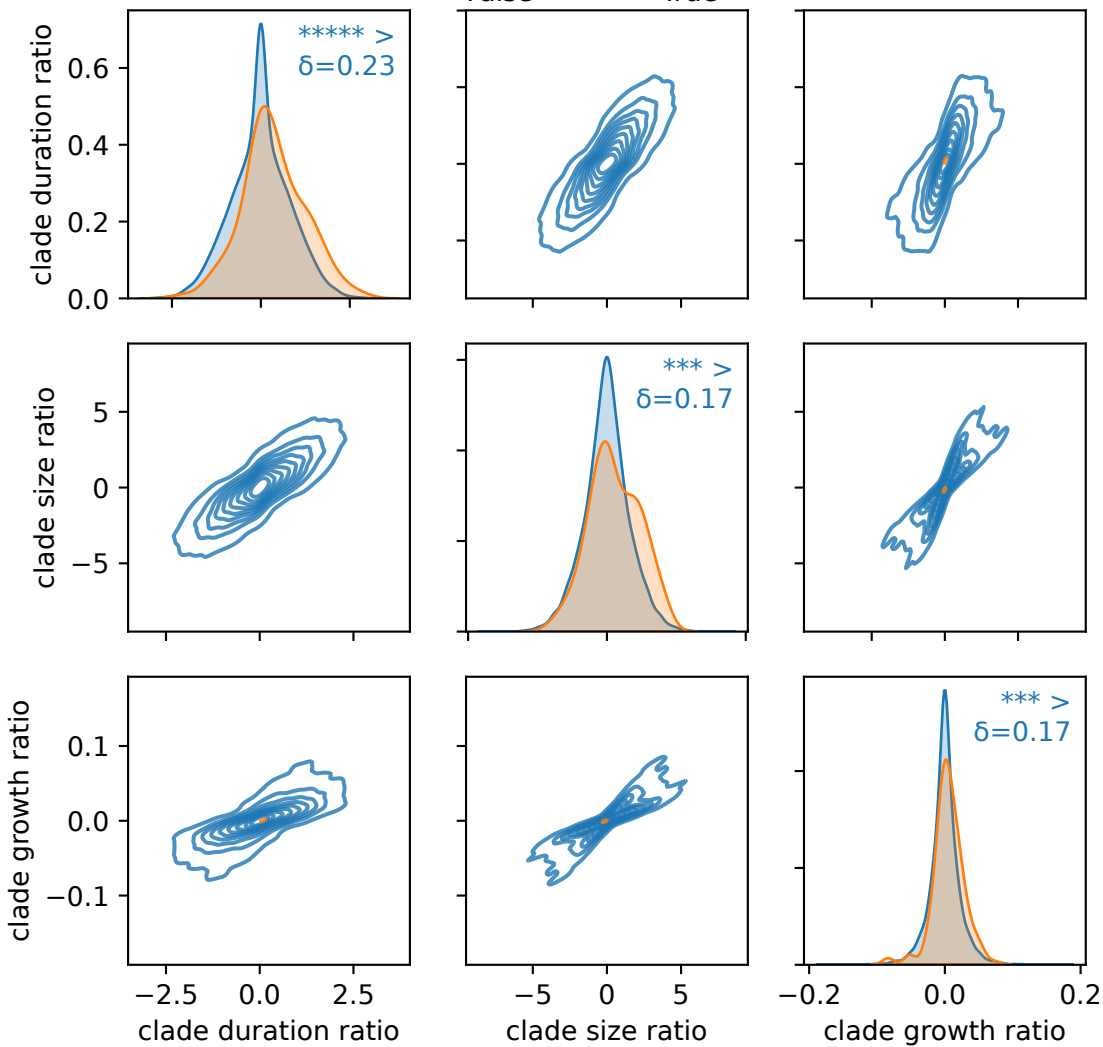 clade duration ratio
0.6
0.4
0.2
0.0
***** >
δ=0.23
clade size ratio
5
0
−5
*** >
δ=0.17
clade growth ratio
0.1
0.0
−0.1
*** >
δ=0.17
−2.5 0.0 2.5
−5 0 5
−0.2 0.0 0.2
clade duration ratio
clade size ratio
clade growth ratio